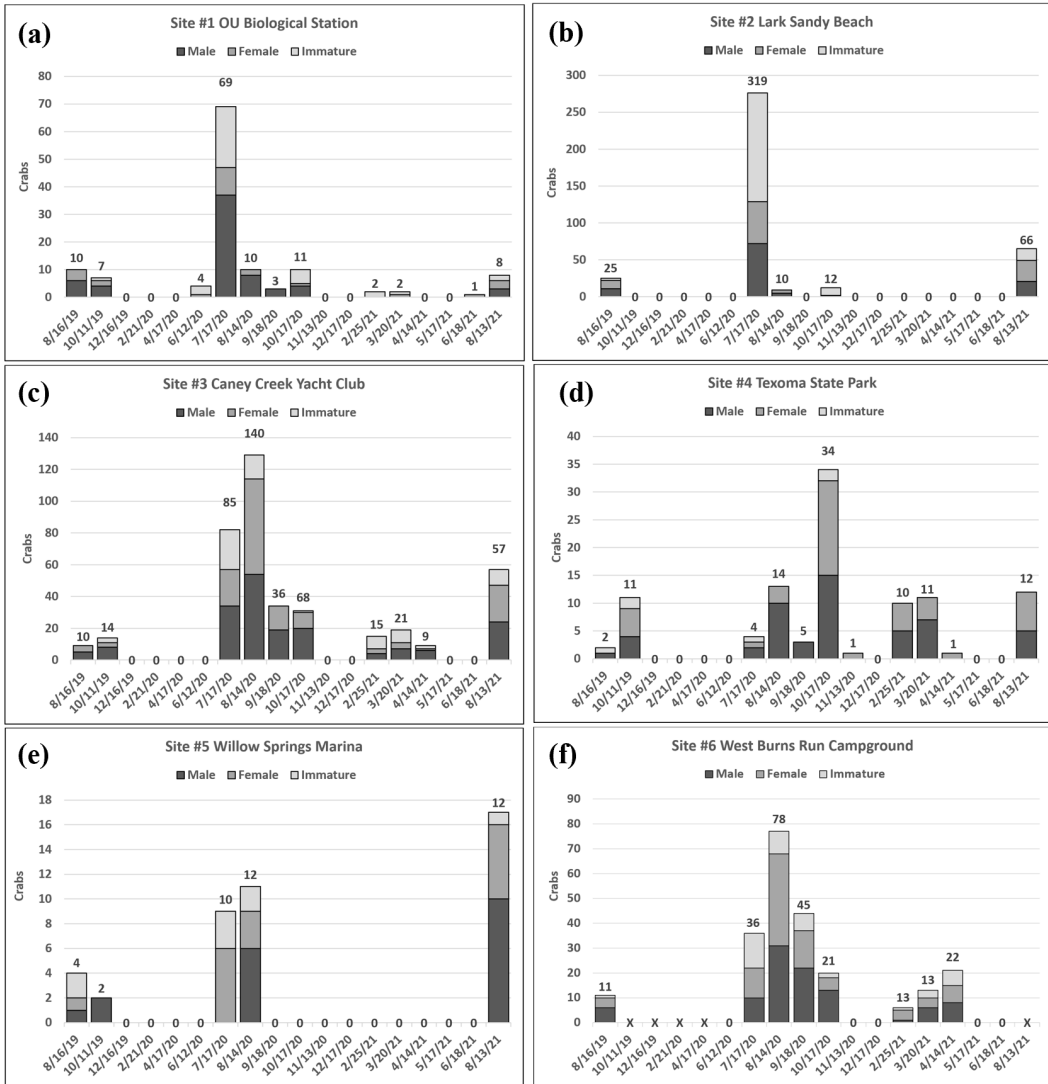 (a)
Site #1 OU Biological Station
Male Female Immature
80
70
60
50
40
30
20
10
0
Crabs
10 7 0 0 0 4 69 10 3 11 0 0 2 2 0 0 1 8
8/16/19 10/11/19 12/16/19 2/21/20 4/17/20 6/12/20 7/17/20 8/14/20 9/18/20 10/17/20 11/13/20 12/17/20 2/25/21 3/20/21 4/14/21 5/17/21 6/18/21 8/13/21
(b)
Site #2 Lark Sandy Beach
Male Female Immature
300
250
200
150
100
50
0
Crabs
25 0 0 0 0 0 319 10 0 12 0 0 0 0 0 0 0 66
8/16/19 10/11/19 12/16/19 2/21/20 4/17/20 6/12/20 7/17/20 8/14/20 9/18/20 10/17/20 11/13/20 12/17/20 2/25/21 3/20/21 4/14/21 5/17/21 6/18/21 8/13/21
(c)
Site #3 Caney Creek Yacht Club
Male Female Immature
140
120
100
80
60
40
20
0
Crabs
10 14 0 0 0 0 85 140 36 68 0 0 15 21 9 0 0 57
8/16/19 10/11/19 12/16/19 2/21/20 4/17/20 6/12/20 7/17/20 8/14/20 9/18/20 10/17/20 11/13/20 12/17/20 2/25/21 3/20/21 4/14/21 5/17/21 6/18/21 8/13/21
(d)
Site #4 Texoma State Park
Male Female Immature
40
35
30
25
20
15
10
5
0
Crabs
2 11 0 0 0 0 4 14 5 34 1 0 10 11 1 0 0 12
8/16/19 10/11/19 12/16/19 2/21/20 4/17/20 6/12/20 7/17/20 8/14/20 9/18/20 10/17/20 11/13/20 12/17/20 2/25/21 3/20/21 4/14/21 5/17/21 6/18/21 8/13/21
(e)
Site #5 Willow Springs Marina
Male Female Immature
18
16
14
12
10
8
6
4
2
0
Crabs
4 2 0 0 0 0 10 12 0 0 0 0 0 0 0 0 0 12
8/16/19 10/11/19 12/16/19 2/21/20 4/17/20 6/12/20 7/17/20 8/14/20 9/18/20 10/17/20 11/13/20 12/17/20 2/25/21 3/20/21 4/14/21 5/17/21 6/18/21 8/13/21
(f)
Site #6 West Burns Run Campground
Male Female Immature
90
80
70
60
50
40
30
20
10
0
Crabs
11 X X X X 0 36 78 45 21 0 0 13 13 22 0 0 X
8/16/19 10/11/19 12/16/19 2/21/20 4/17/20 6/12/20 7/17/20 8/14/20 9/18/20 10/17/20 11/13/20 12/17/20 2/25/21 3/20/21 4/14/21 5/17/21 6/18/21 8/13/21